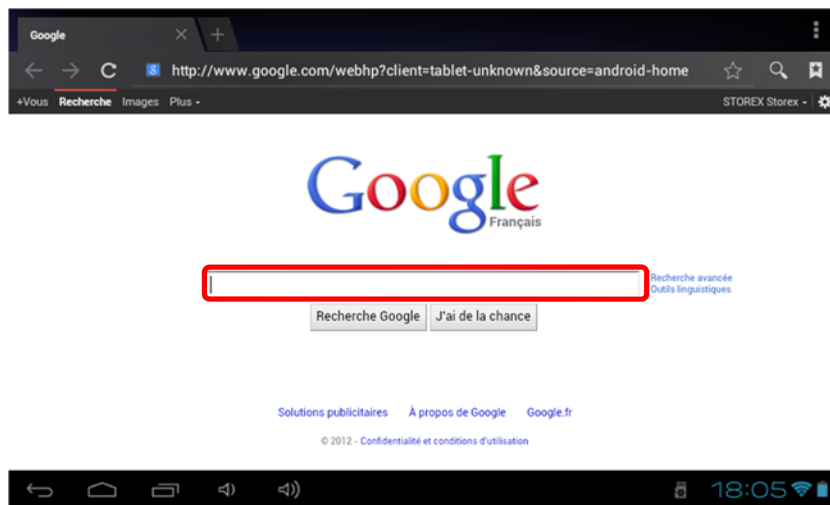 Google
http://www.google.com/webhp?client=tablet-unknown&source=android-home
+Vous Recherche Images Plus STOREX Storex
Google
Français
Recherche avancée
Outils linguistiques
Recherche Google J'ai de la chance
Solutions publicitaires À propos de Google Google.fr
© 2012 - Confidentialité et conditions d'utilisation
18:05